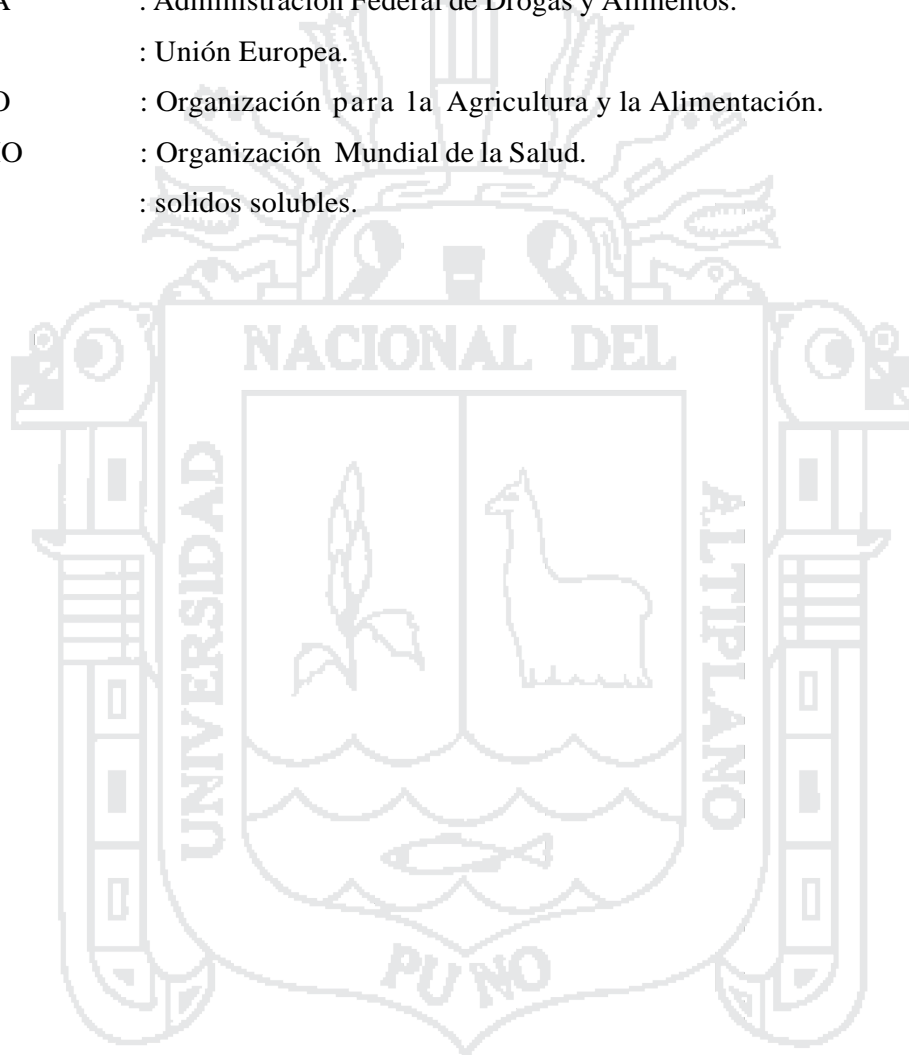 : Administración Federal de Drogas y Alimentos.
: Unión Europea.
: Organización para la Agricultura y la Alimentación.
: Organización Mundial de la Salud.
: solidos solubles.
NACIONAL DEL
UNIVERSIDAD
ALTIPLANO
PUNO